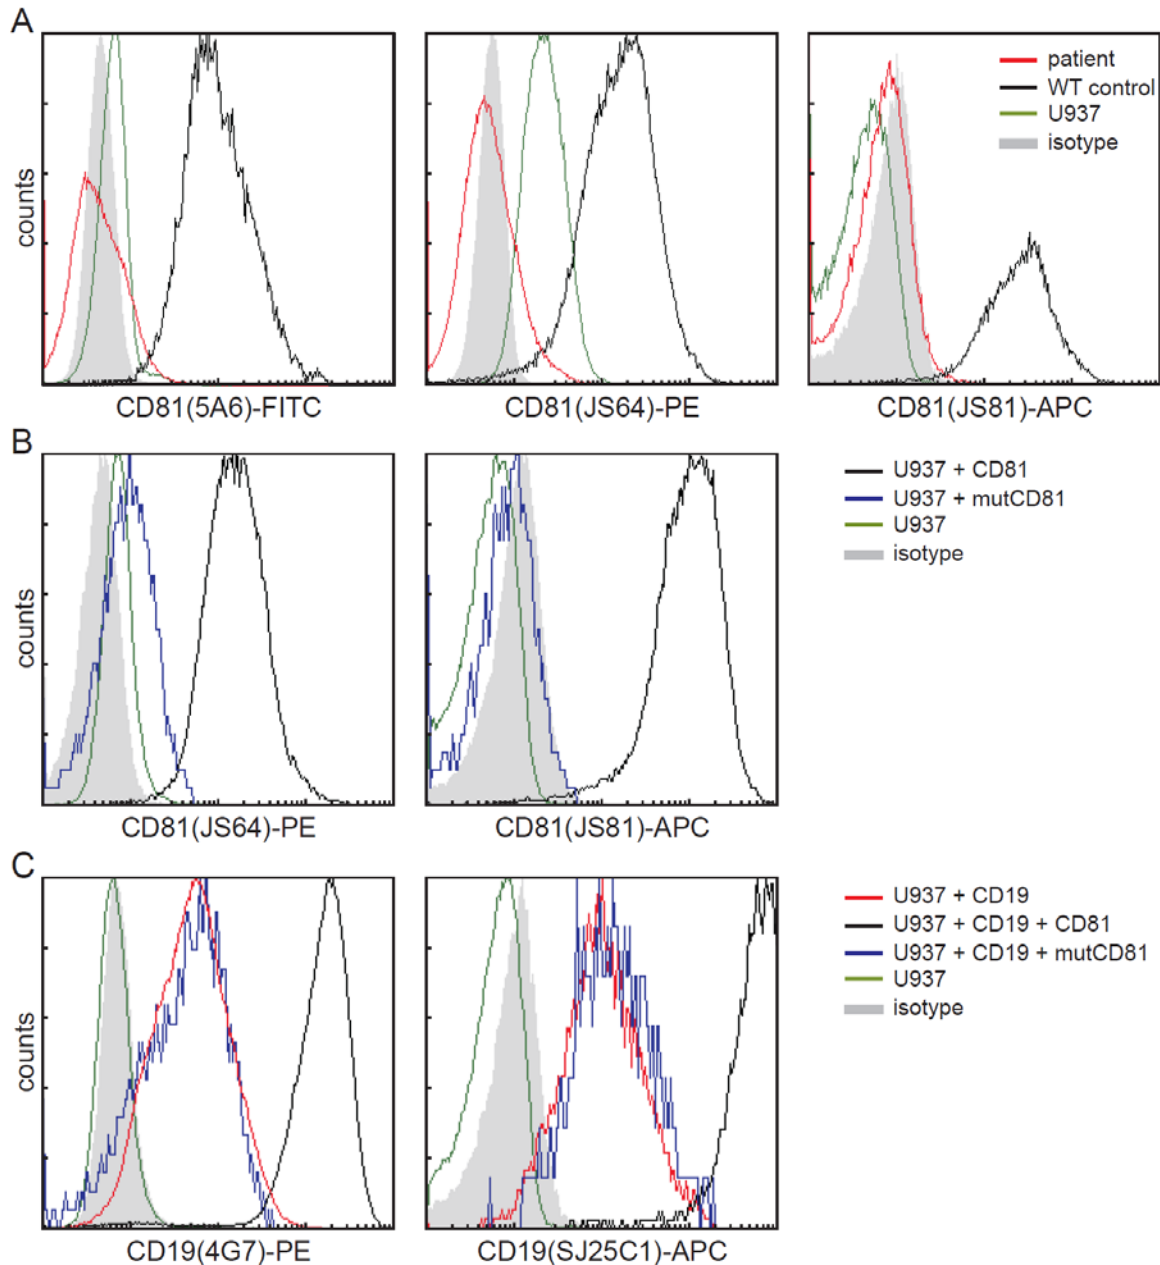 A
patient
WT control
U937
isotype
counts
CD81(5A6)-FITC
CD81(JS64)-PE
CD81(JS81)-APC
B
U937 + CD81
U937 + mutCD81
U937
isotype
counts
CD81(JS64)-PE
CD81(JS81)-APC
C
U937 + CD19
U937 + CD19 + CD81
U937 + CD19 + mutCD81
U937
isotype
counts
CD19(4G7)-PE
CD19(SJ25C1)-APC